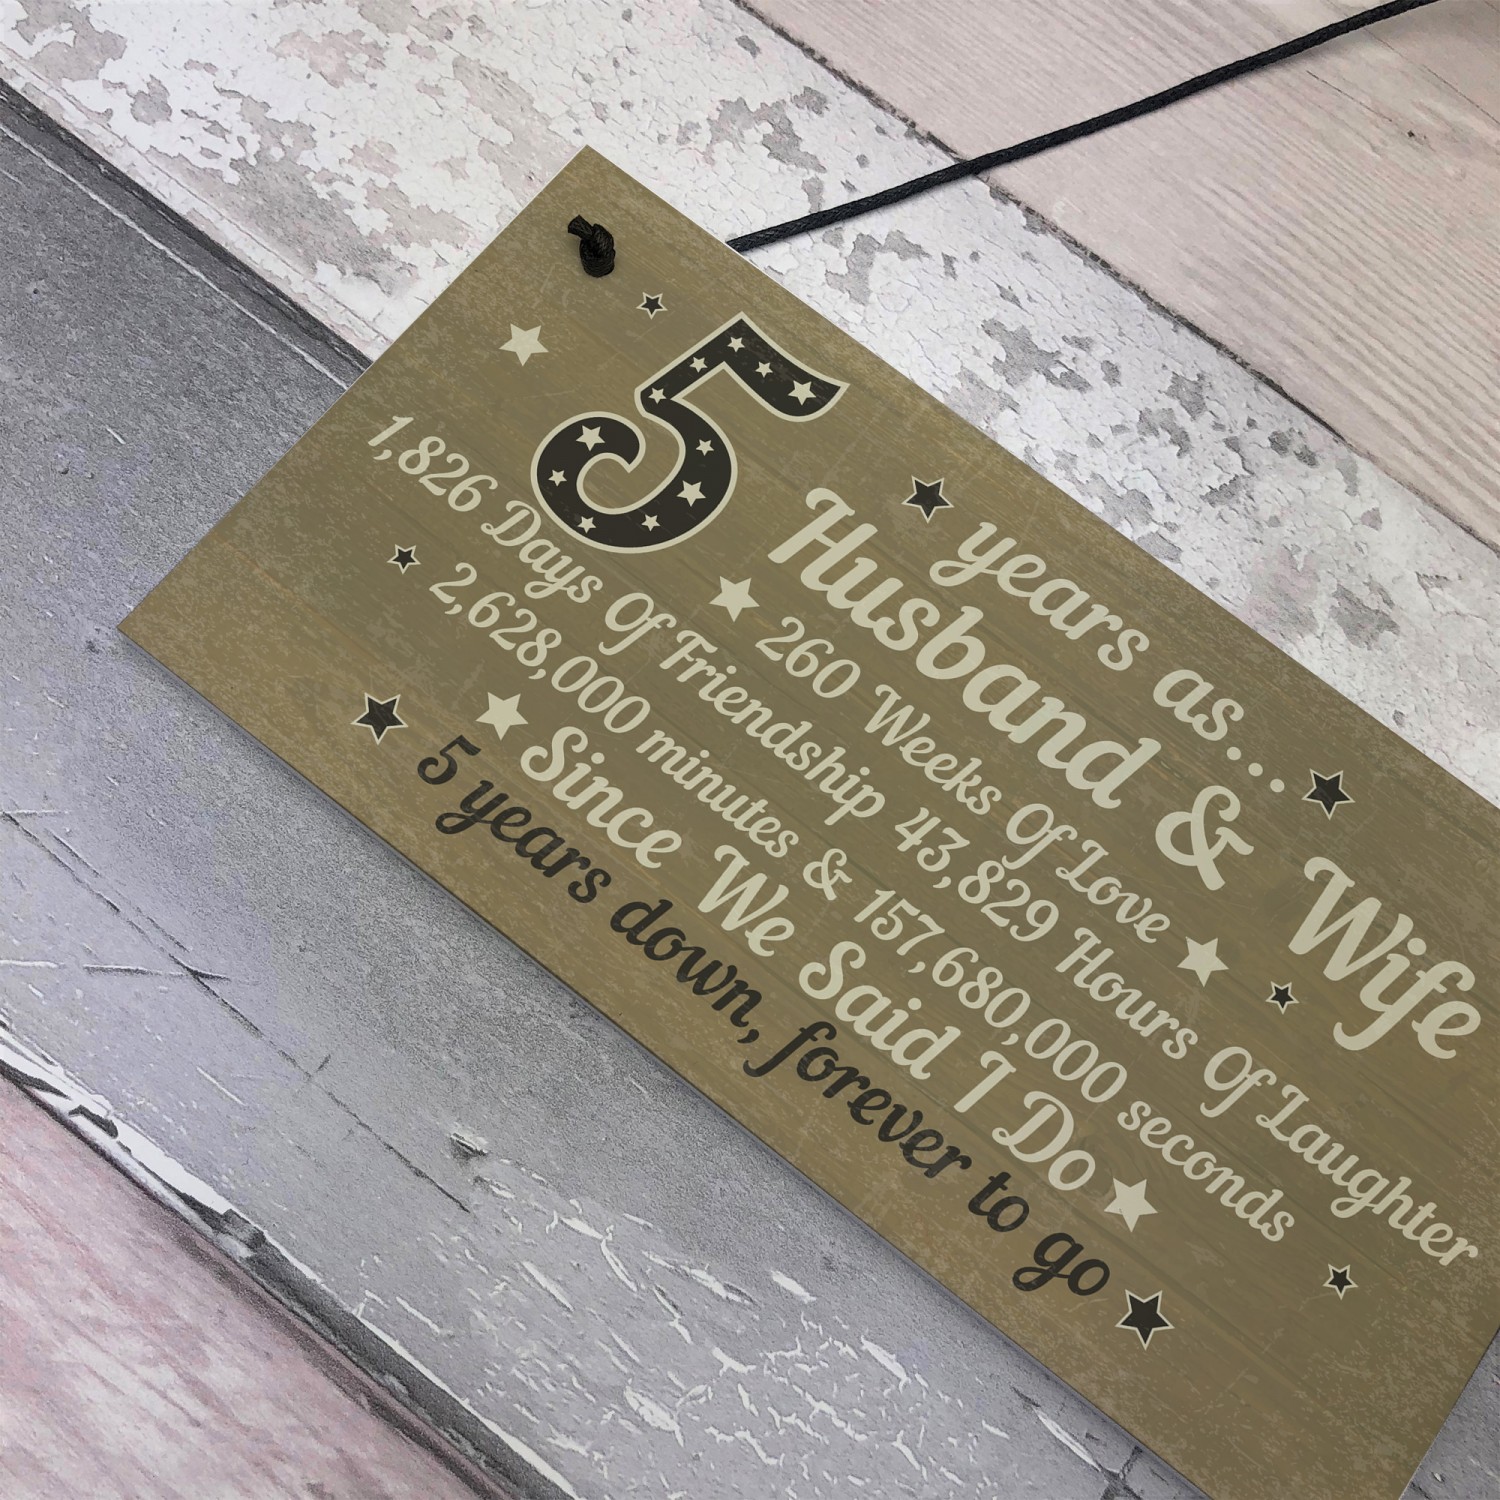 5 years as...
Husband & Wife
260 Weeks Of Love
1,826 Days Of Friendship 43,829 Hours Of Laughter
2,628,000 minutes & 157,680,000 seconds
Since We Said I Do
5 years down, forever to go